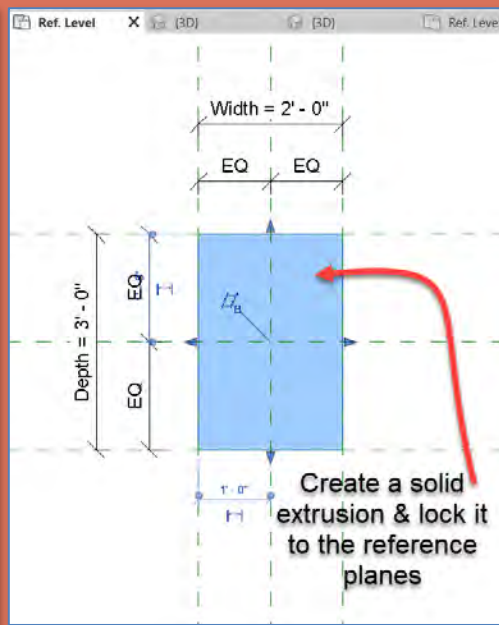 Ref. Level X {3D} {3D} Ref. Leve
Width = 2' - 0"
EQ EQ
Depth = 3' - 0"
EQ
EQ
B
1' - 0"
Create a solid
extrusion & lock it
to the reference
planes